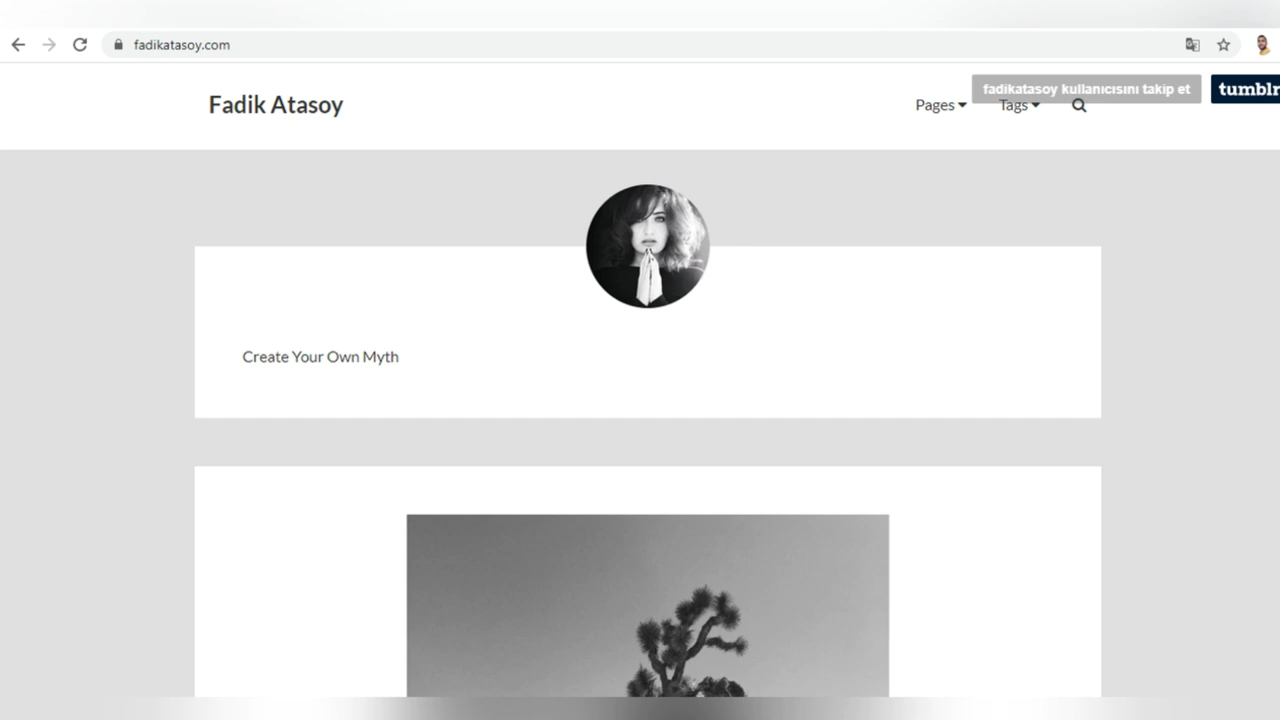 fadikatasoy.com
fadikatasoy kullanıcısını takip et
tumblr
Fadik Atasoy
Pages
Tags
Create Your Own Myth